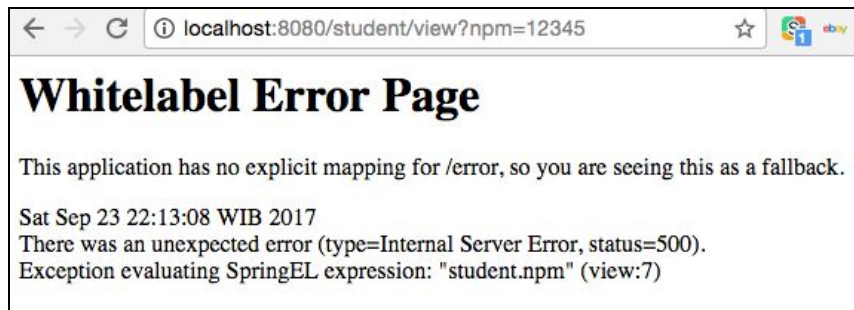 localhost:8080/student/view?npm=12345
1
ebay
Whitelabel Error Page
This application has no explicit mapping for /error, so you are seeing this as a fallback.
Sat Sep 23 22:13:08 WIB 2017
There was an unexpected error (type=Internal Server Error, status=500).
Exception evaluating SpringEL expression: "student.npm" (view:7)